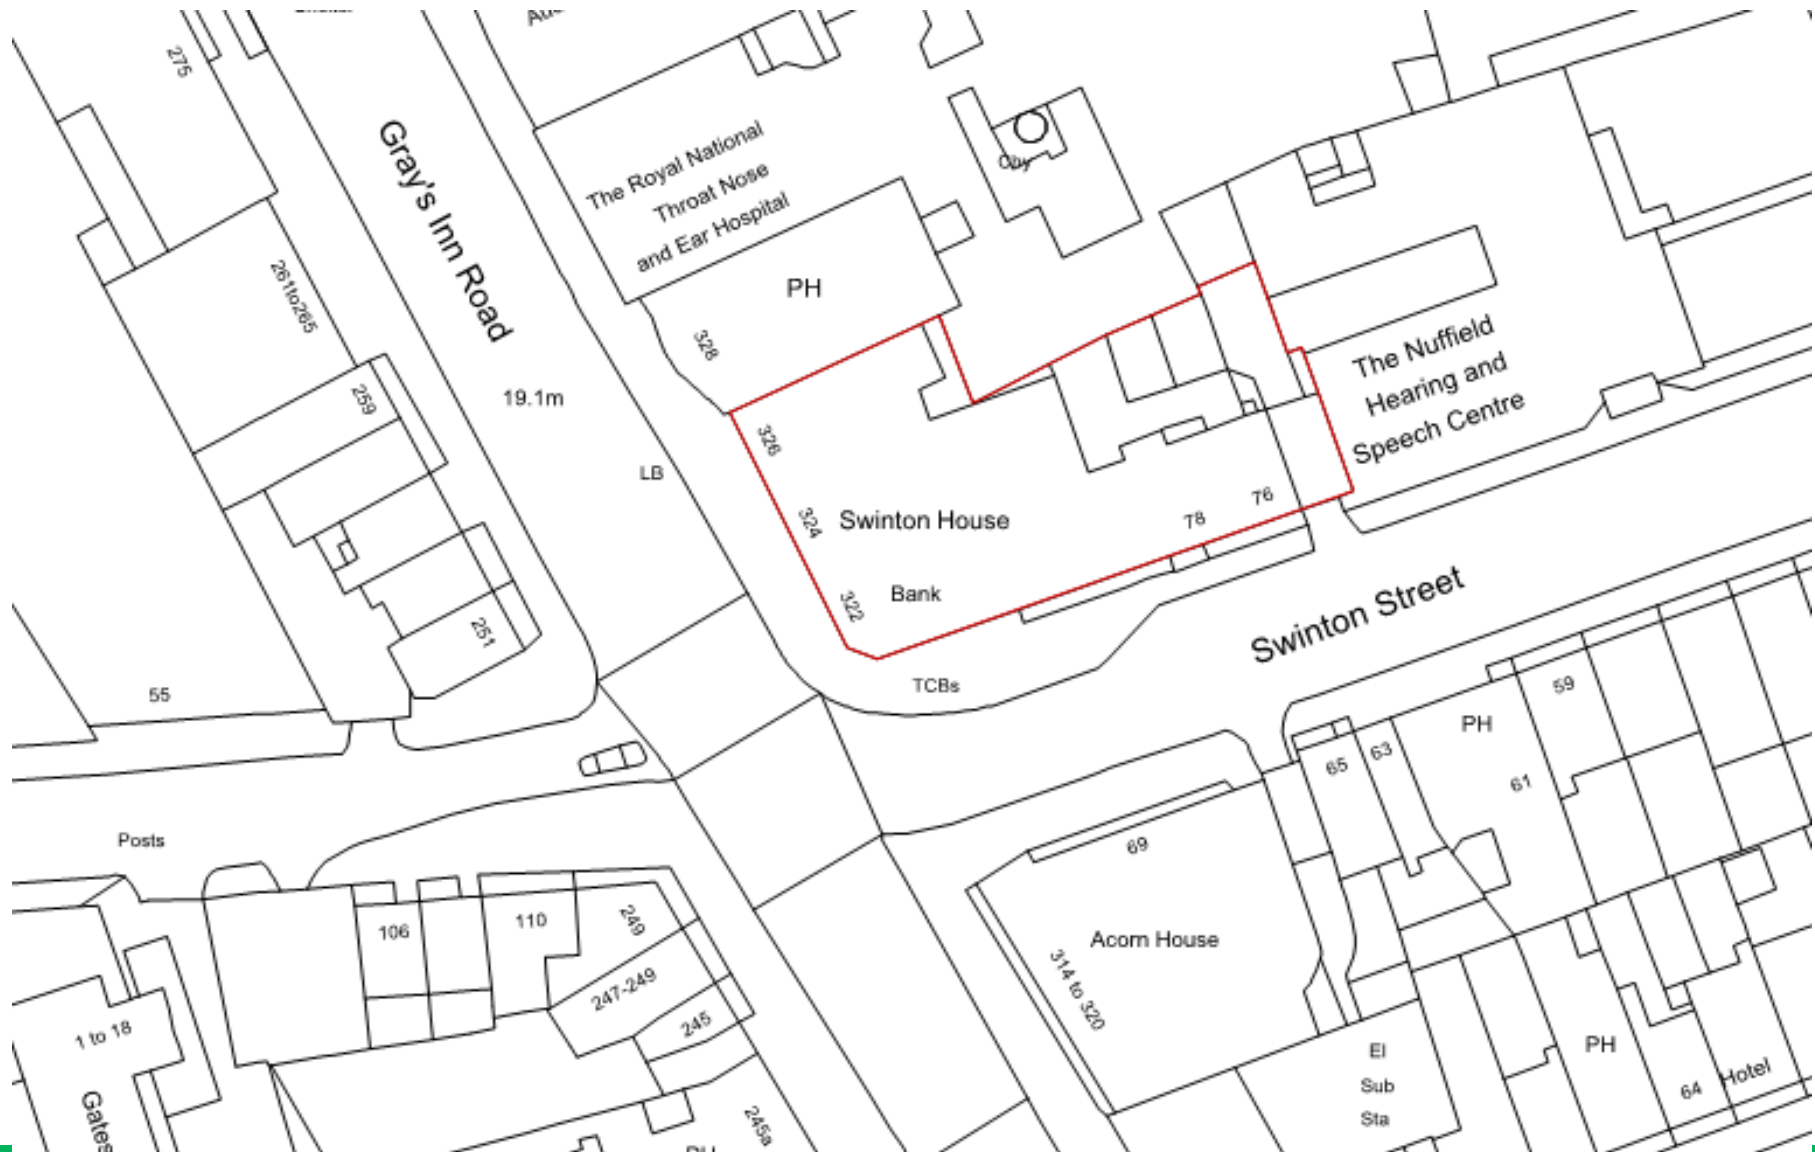 275
Gray's Inn Road
The Royal National
Throat Nose
and Ear Hospital
PH
261to265
328
259
19.1m
The Nuffield
Hearing and
Speech Centre
326
LB
324
Swinton House
78
76
322
Bank
251
Swinton Street
55
TCBs
59
PH
63
65
61
Posts
69
106
110
249
Acorn House
247-249
314 to 320
245
1 to 18
El
Sub
Sta
PH
64
Hotel
Gates
245a